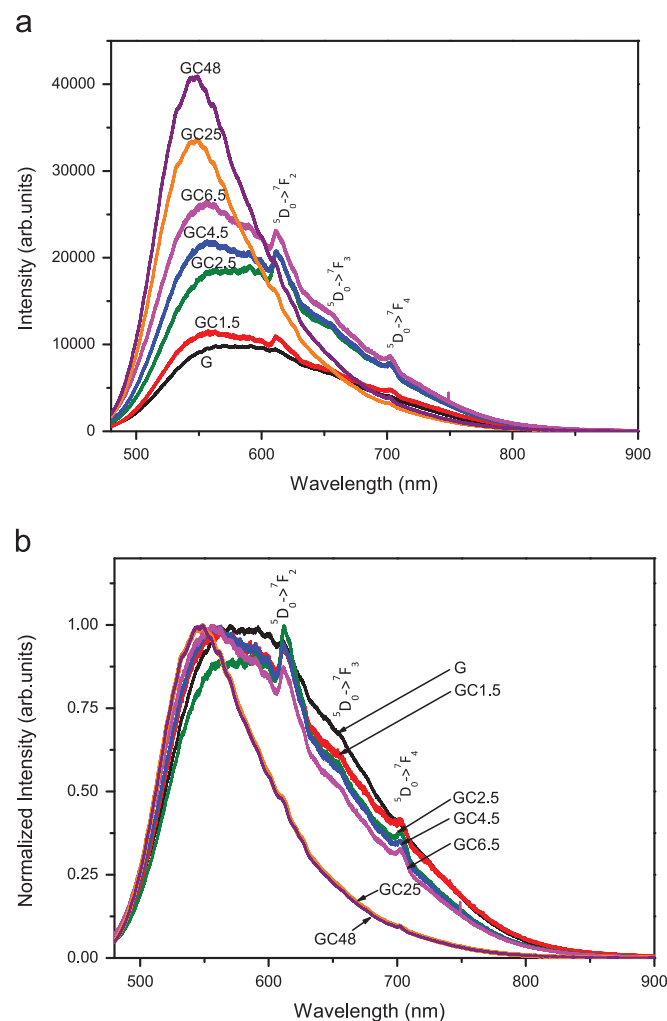 a
GC48
GC25
GC6.5
GC4.5
GC2.5
GC1.5
G
⁵D₀->⁷F₂
⁵D₀->⁷F₃
⁵D₀->⁷F₄
40000
30000
20000
10000
0
Intensity (arb.units)
500 600 700 800 900
Wavelength (nm)
b
⁵D₀->⁷F₂
⁵D₀->⁷F₃
⁵D₀->⁷F₄
G
GC1.5
GC2.5
GC4.5
GC6.5
GC25
GC48
1.00
0.75
0.50
0.25
0.00
Normalized Intensity (arb.units)
500 600 700 800 900
Wavelength (nm)